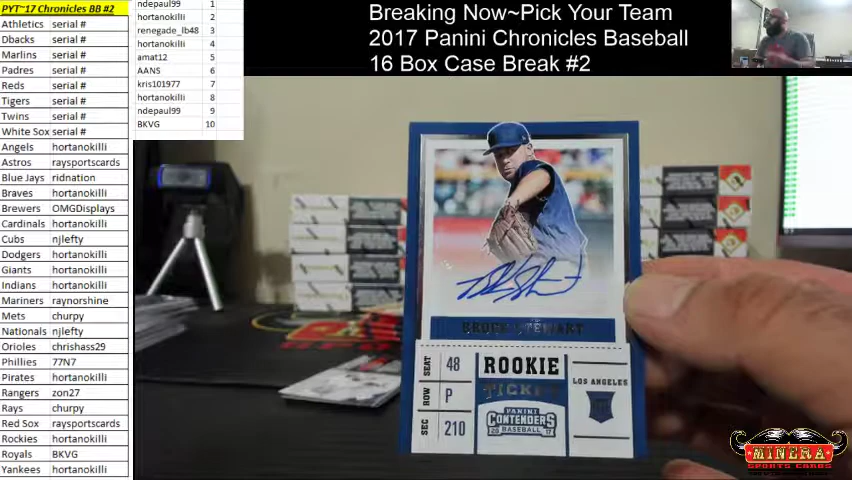 PYT~17 Chronicles BB #2
Athletics serial #
Dbacks serial #
Marlins serial #
Padres serial #
Reds serial #
Tigers serial #
Twins serial #
White Sox serial #
Angels hortanokilli
Astros raysportscards
Blue Jays ridnation
Braves hortanokilli
Brewers OMGDisplays
Cardinals hortanokilli
Cubs njlefty
Dodgers hortanokilli
Giants hortanokilli
Indians hortanokilli
Mariners raynorshine
Mets churpy
Nationals njlefty
Orioles chrishass29
Phillies 77N7
Pirates hortanokilli
Rangers zon27
Rays churpy
Red Sox raysportscards
Rockies hortanokilli
Royals BKVG
Yankees hortanokilli
ndepaul99 1
hortanokilli 2
renegade_lb48 3
hortanokilli 4
amat12 5
AANS 6
kris101977 7
hortanokilli 8
ndepaul99 9
BKVG 10
Breaking Now~Pick Your Team
2017 Panini Chronicles Baseball
16 Box Case Break #2
BROCK STEWART
SEAT 48
ROW P
SEC 210
ROOKIE
TICKET
PANINI
CONTENDERS
BASEBALL
LOS ANGELES
MINERA
SPORTS CARDS